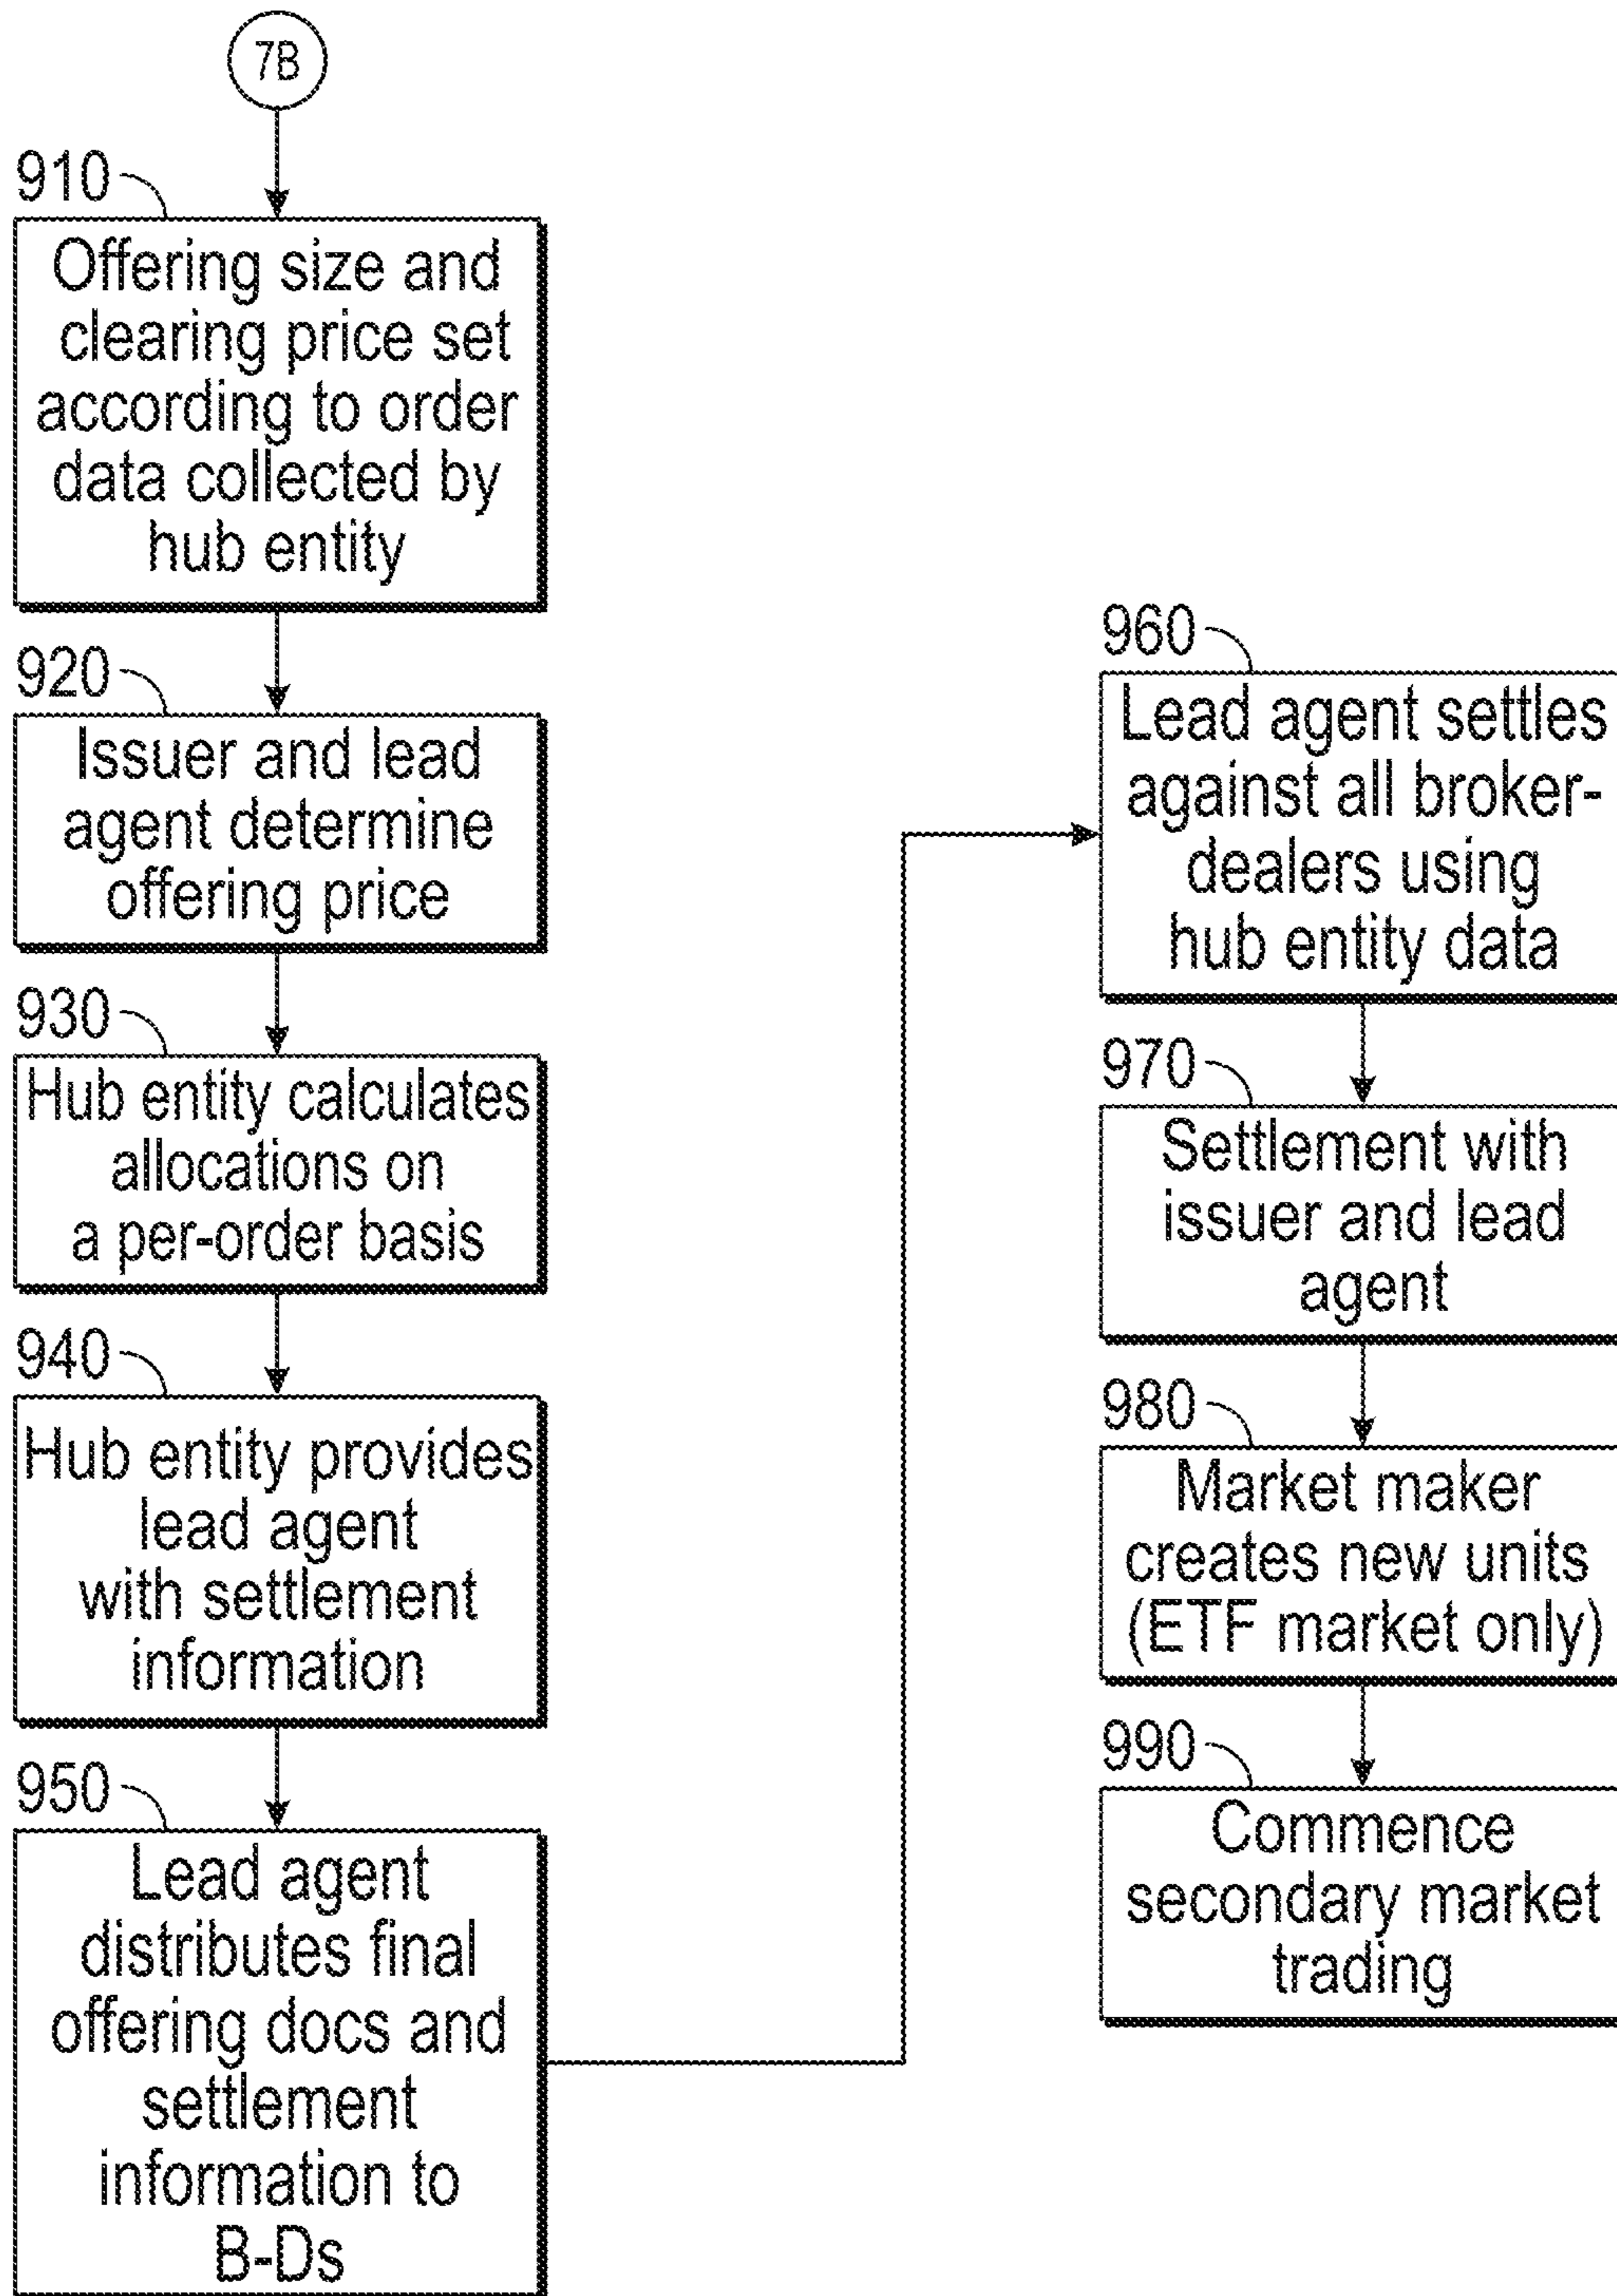 7B
910
Offering size and
clearing price set
according to order
data collected by
hub entity
920
Issuer and lead
agent determine
offering price
930
Hub entity calculates
allocations on
a per-order basis
940
Hub entity provides
lead agent
with settlement
information
950
Lead agent
distributes final
offering docs and
settlement
information to
B-Ds
960
Lead agent settles
against all broker-
dealers using
hub entity data
970
Settlement with
issuer and lead
agent
980
Market maker
creates new units
(ETF market only)
990
Commence
secondary market
trading